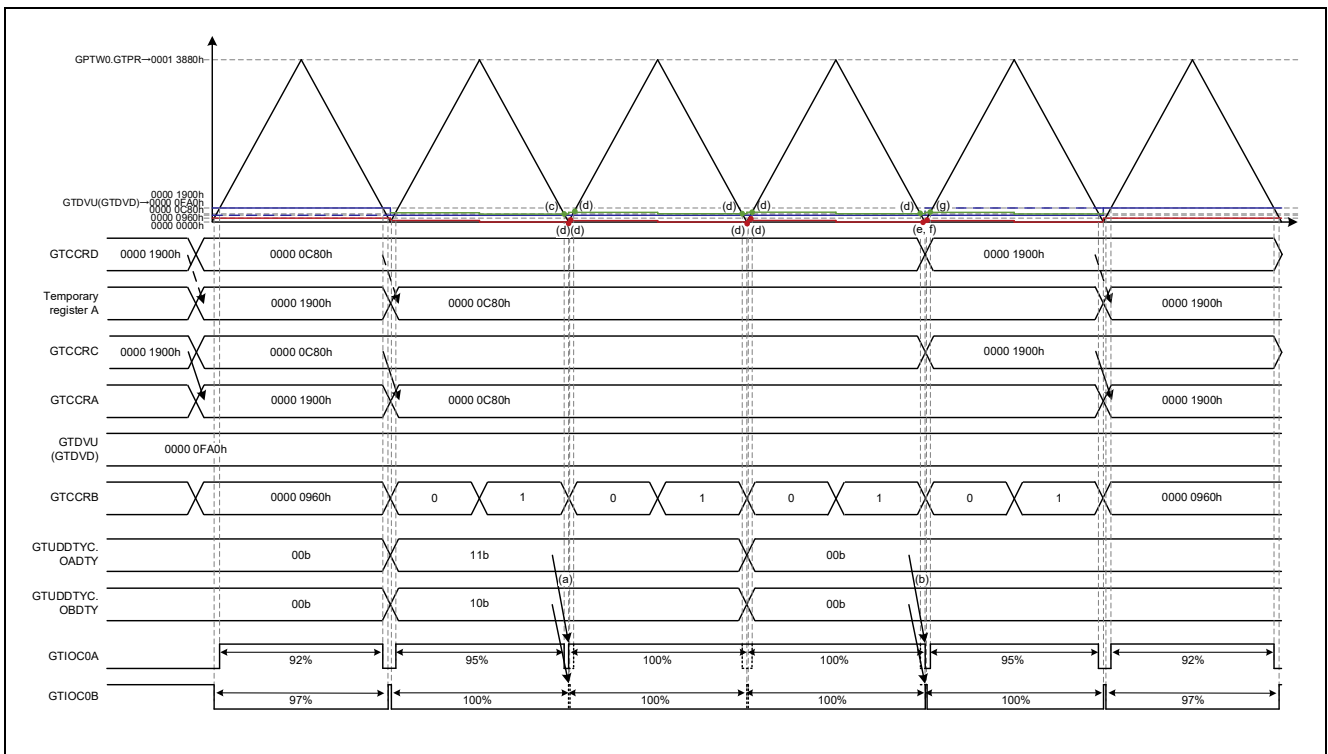 GPTW0.GTPR→0001 3880h
0000 1900h
GTDVU(GTDVD)→0000 0FA0h
0000 0C80h
0000 0960h
0000 0000h
(c) (d) (d) (d) (d) (g)
(d)(d) (d) (d) (e, f)
GTCCRD 0000 1900h 0000 0C80h 0000 1900h
Temporary
register A
0000 1900h 0000 0C80h 0000 1900h
GTCCRC 0000 1900h 0000 0C80h 0000 1900h
GTCCRA 0000 1900h 0000 0C80h 0000 1900h
GTDVU
(GTDVD)
0000 0FA0h
GTCCRB 0000 0960h 0 1 0 1 0 1 0 1 0000 0960h
GTUDDTYC.
OADTY
00b 11b 00b
(a) (b)
GTUDDTYC.
OBDTY
00b 10b 00b
GTIOC0A 92% 95% 100% 100% 95% 92%
GTIOC0B 97% 100% 100% 100% 100% 97%